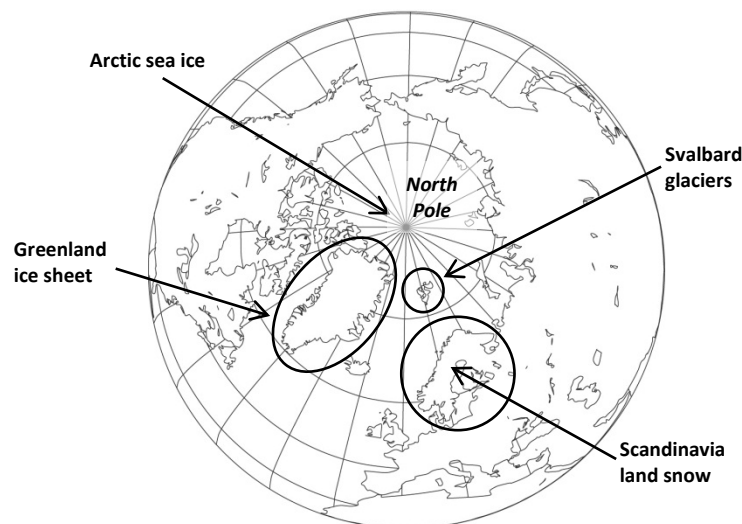 Arctic sea ice
Svalbard
glaciers
North
Pole
Greenland
ice sheet
Scandinavia
land snow